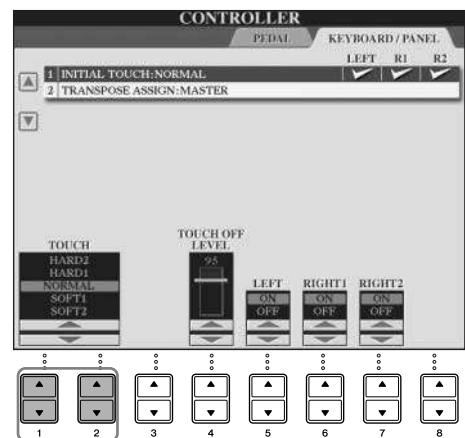 CONTROLLER
PEDAL KEYBOARD / PANEL
LEFT R1 R2
1 INITIAL TOUCH:NORMAL
2 TRANSPOSE ASSIGN:MASTER
TOUCH
HARD2
HARD1
NORMAL
SOFT1
SOFT2
TOUCH OFF
LEVEL
95
LEFT RIGHT1 RIGHT2
ON ON ON
OFF OFF OFF
1 2 3 4 5 6 7 8